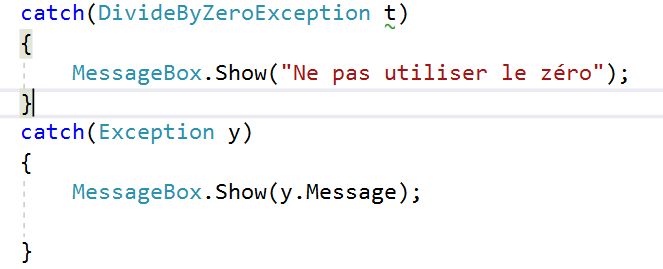 catch(DivideByZeroException t)
{
MessageBox.Show("Ne pas utiliser le zéro");
}
catch(Exception y)
{
MessageBox.Show(y.Message);
}